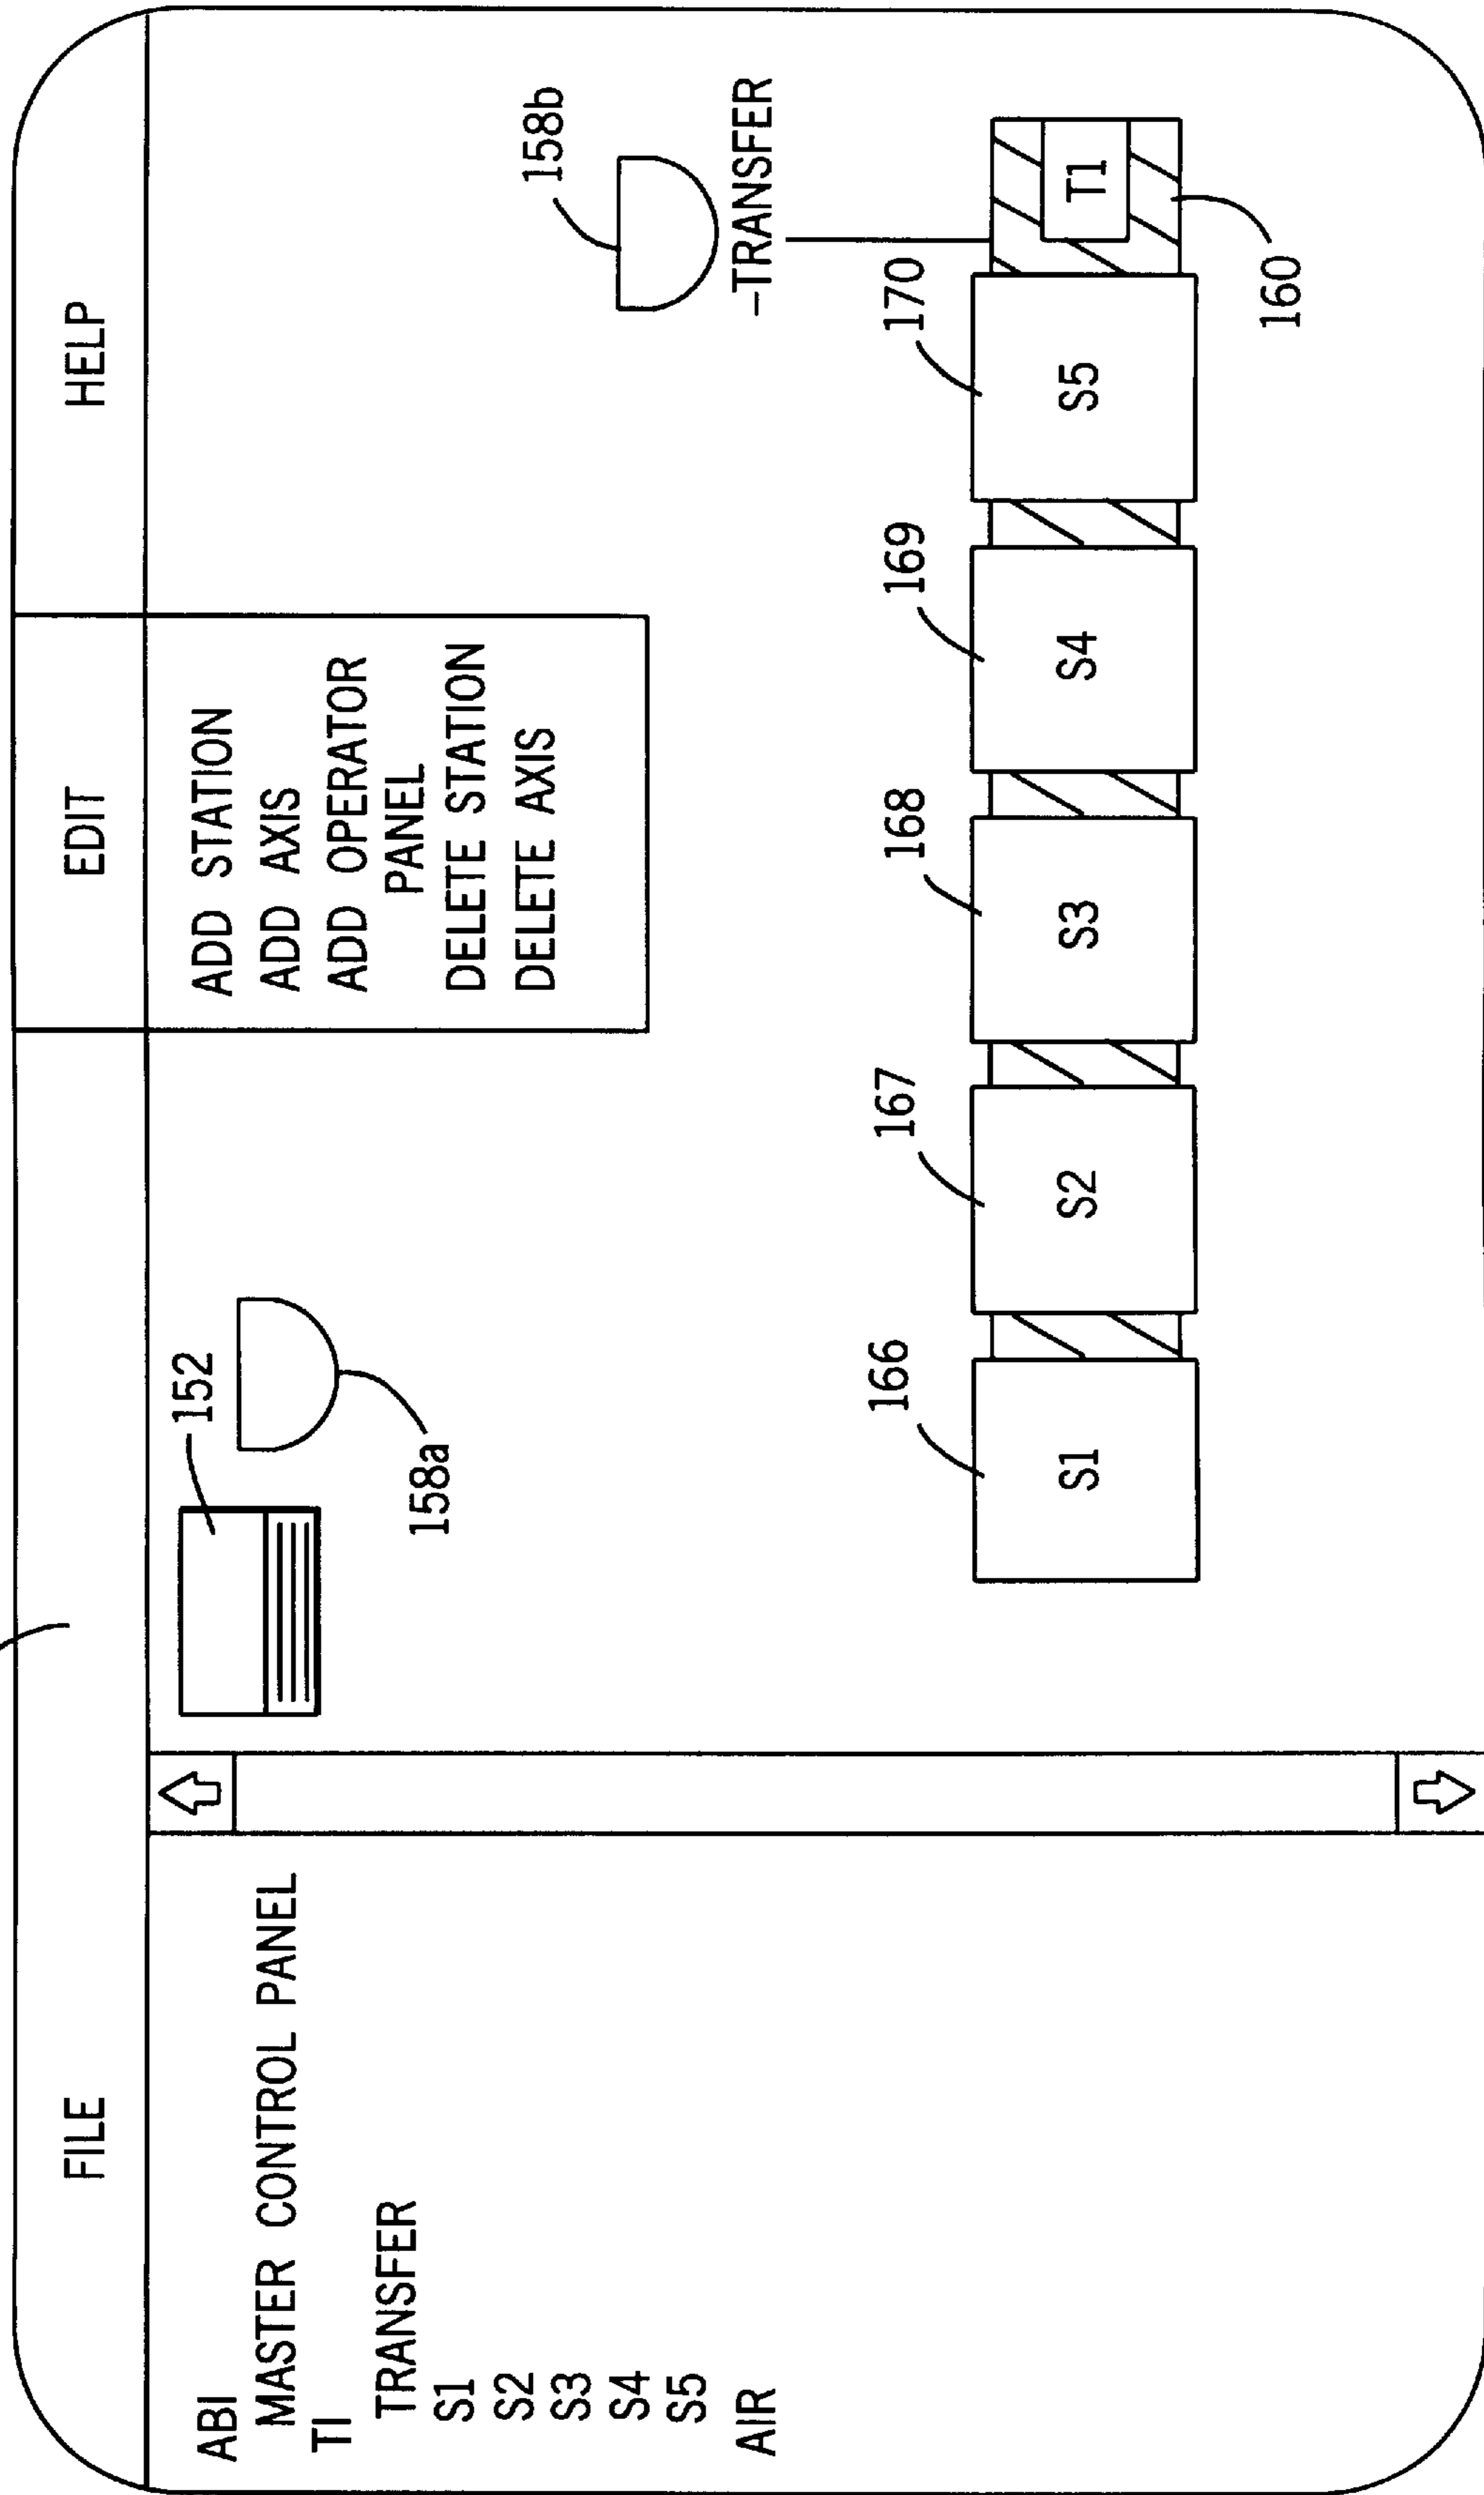 FILE
EDIT
HELP
ABI
MASTER CONTROL PANEL
TI
TRANSFER
S1
S2
S3
S4
S5
AIR
152
158a
ADD STATION
ADD AXIS
ADD OPERATOR
PANEL
DELETE STATION
DELETE AXIS
158b
-TRANSFER
166
167
168
169
170
S1
S2
S3
S4
S5
T1
160